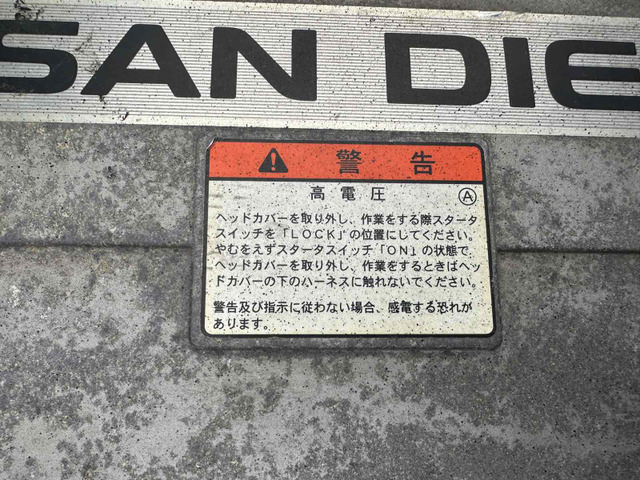 SAN DIE
警告
高電圧 Ⓐ
ヘッドカバーを取り外し、作業をする際スタータ
スイッチを「LOCK」の位置にしてください。
やむをえずスタータスイッチ「ON」の状態で、
ヘッドカバーを取り外し、作業をするときはヘッ
ドカバーの下のハーネスに触れないでください。
警告及び指示に従わない場合、感電する恐れが
あります。